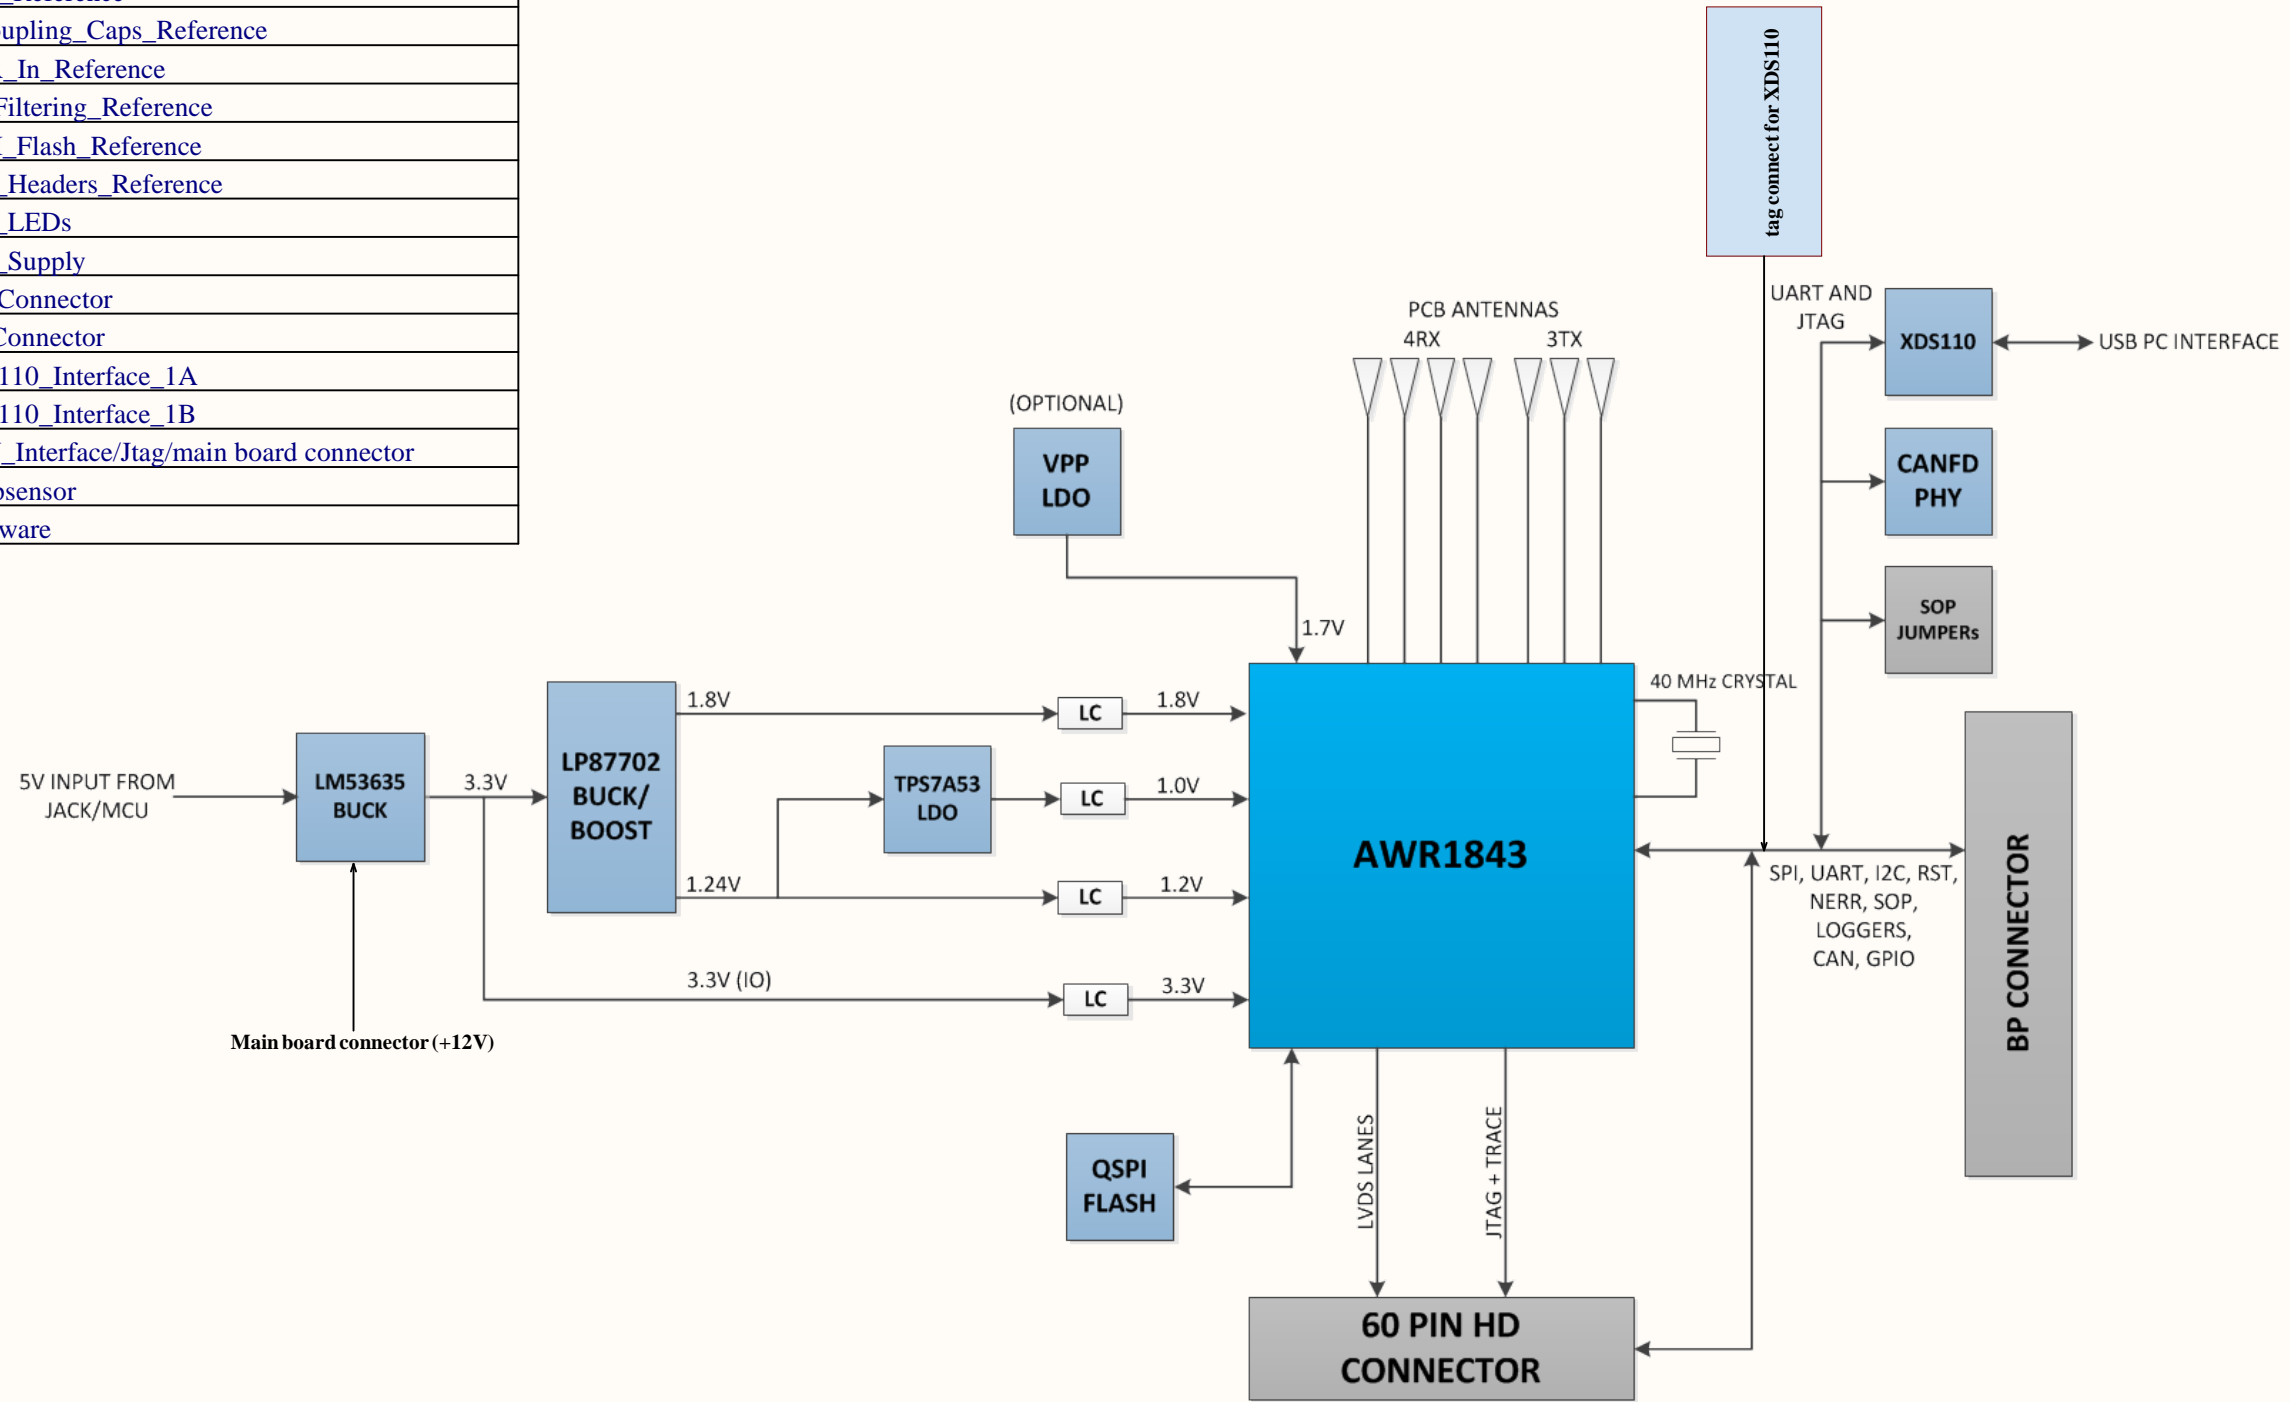 _Reference
upling_Caps_Reference
_In_Reference
Filtering_Reference
_Flash_Reference
_Headers_Reference
_LEDs
_Supply
Connector
Connector
110_Interface_1A
110_Interface_1B
_Interface/Jtag/main board connector
psensor
ware
tag connect for XDS110
UART AND
JTAG
XDS110
USB PC INTERFACE
PCB ANTENNAS
4RX
3TX
(OPTIONAL)
VPP
LDO
CANFD
PHY
SOP
JUMPERs
1.7V
40 MHz CRYSTAL
1.8V
LC
1.8V
5V INPUT FROM
JACK/MCU
LM53635
BUCK
3.3V
LP87702
BUCK/
BOOST
TPS7A53
LDO
LC
1.0V
AWR1843
1.24V
LC
1.2V
SPI, UART, I2C, RST,
NERR, SOP,
LOGGERS,
CAN, GPIO
BP CONNECTOR
3.3V (IO)
LC
3.3V
Main board connector (+12V)
QSPI
FLASH
LVDS LANES
JTAG + TRACE
60 PIN HD
CONNECTOR